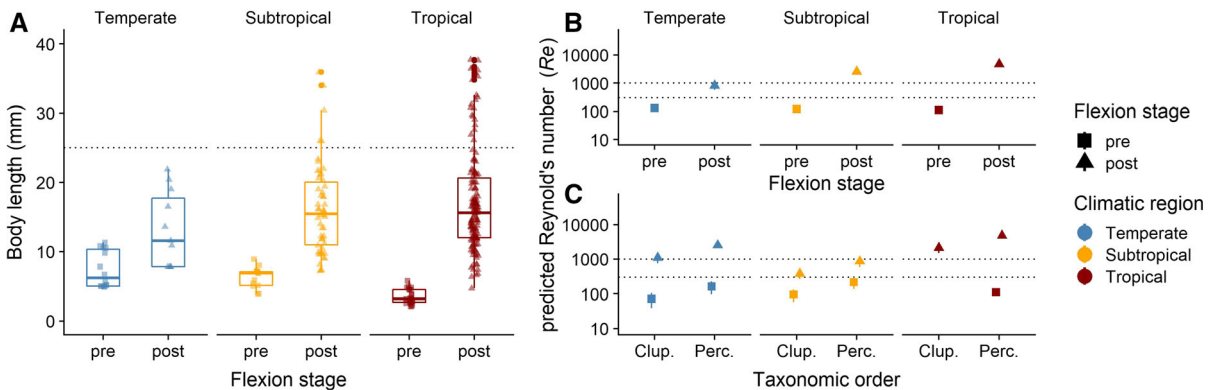 A
Temperate
Subtropical
Tropical
Body length (mm)
40
30
20
10
0
pre
post
pre
post
pre
post
Flexion stage
B
Temperate
Subtropical
Tropical
predicted Reynold's number (Re)
10000
1000
100
10
pre
post
pre
post
pre
post
Flexion stage
C
10000
1000
100
10
Clup.
Perc.
Clup.
Perc.
Clup.
Perc.
Taxonomic order
Flexion stage
pre
post
Climatic region
Temperate
Subtropical
Tropical